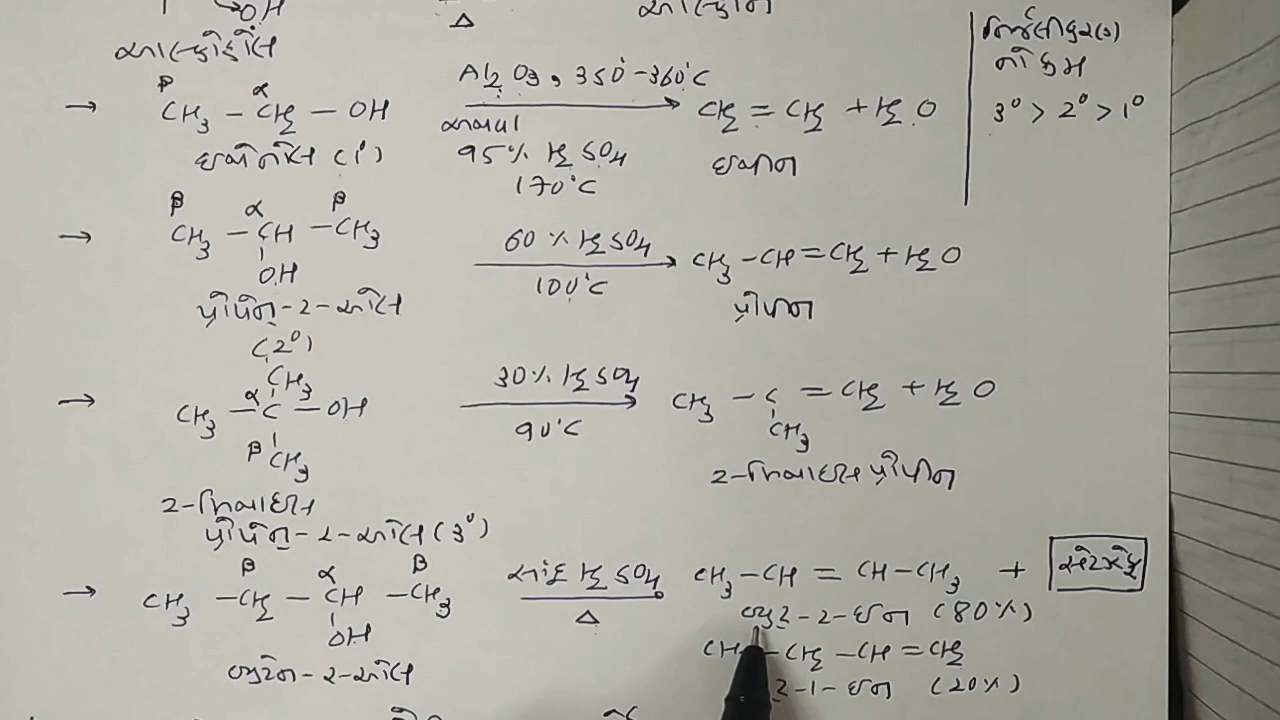 OH
Δ
આલ્કીન
આલ્કોહોલ
નિર્જલીકરણ
નો ક્રમ
3° > 2° > 1°
β α
→ CH₃ – CH₂ – OH Al₂O₃, 350°-360°C CH₂ = CH₂ + H₂O
અથવા
ઇથેનોલ (1°) 95% H₂SO₄ ઇથીન
170°C
β α β
→ CH₃ – CH – CH₃ 60% H₂SO₄ CH₃ – CH = CH₂ + H₂O
OH 100°C
પ્રોપેન-2-ઓલ પ્રોપીન
(2°)
CH₃
→ CH₃ – C – OH 30% H₂SO₄ CH₃ – C = CH₂ + H₂O
α
β CH₃ 90°C CH₃
2-મિથાઇલ 2-મિથાઇલ પ્રોપીન
પ્રોપેન-2-ઓલ (3°)
β α β
→ CH₃ – CH₂ – CH – CH₃ સાંદ્ર H₂SO₄ CH₃ – CH = CH – CH₃ +
OH Δ બ્યુટ-2-ઇન (80%)
બ્યુટેન-2-ઓલ – CH₂ – CH = CH₂
-1-ઇન (20%)